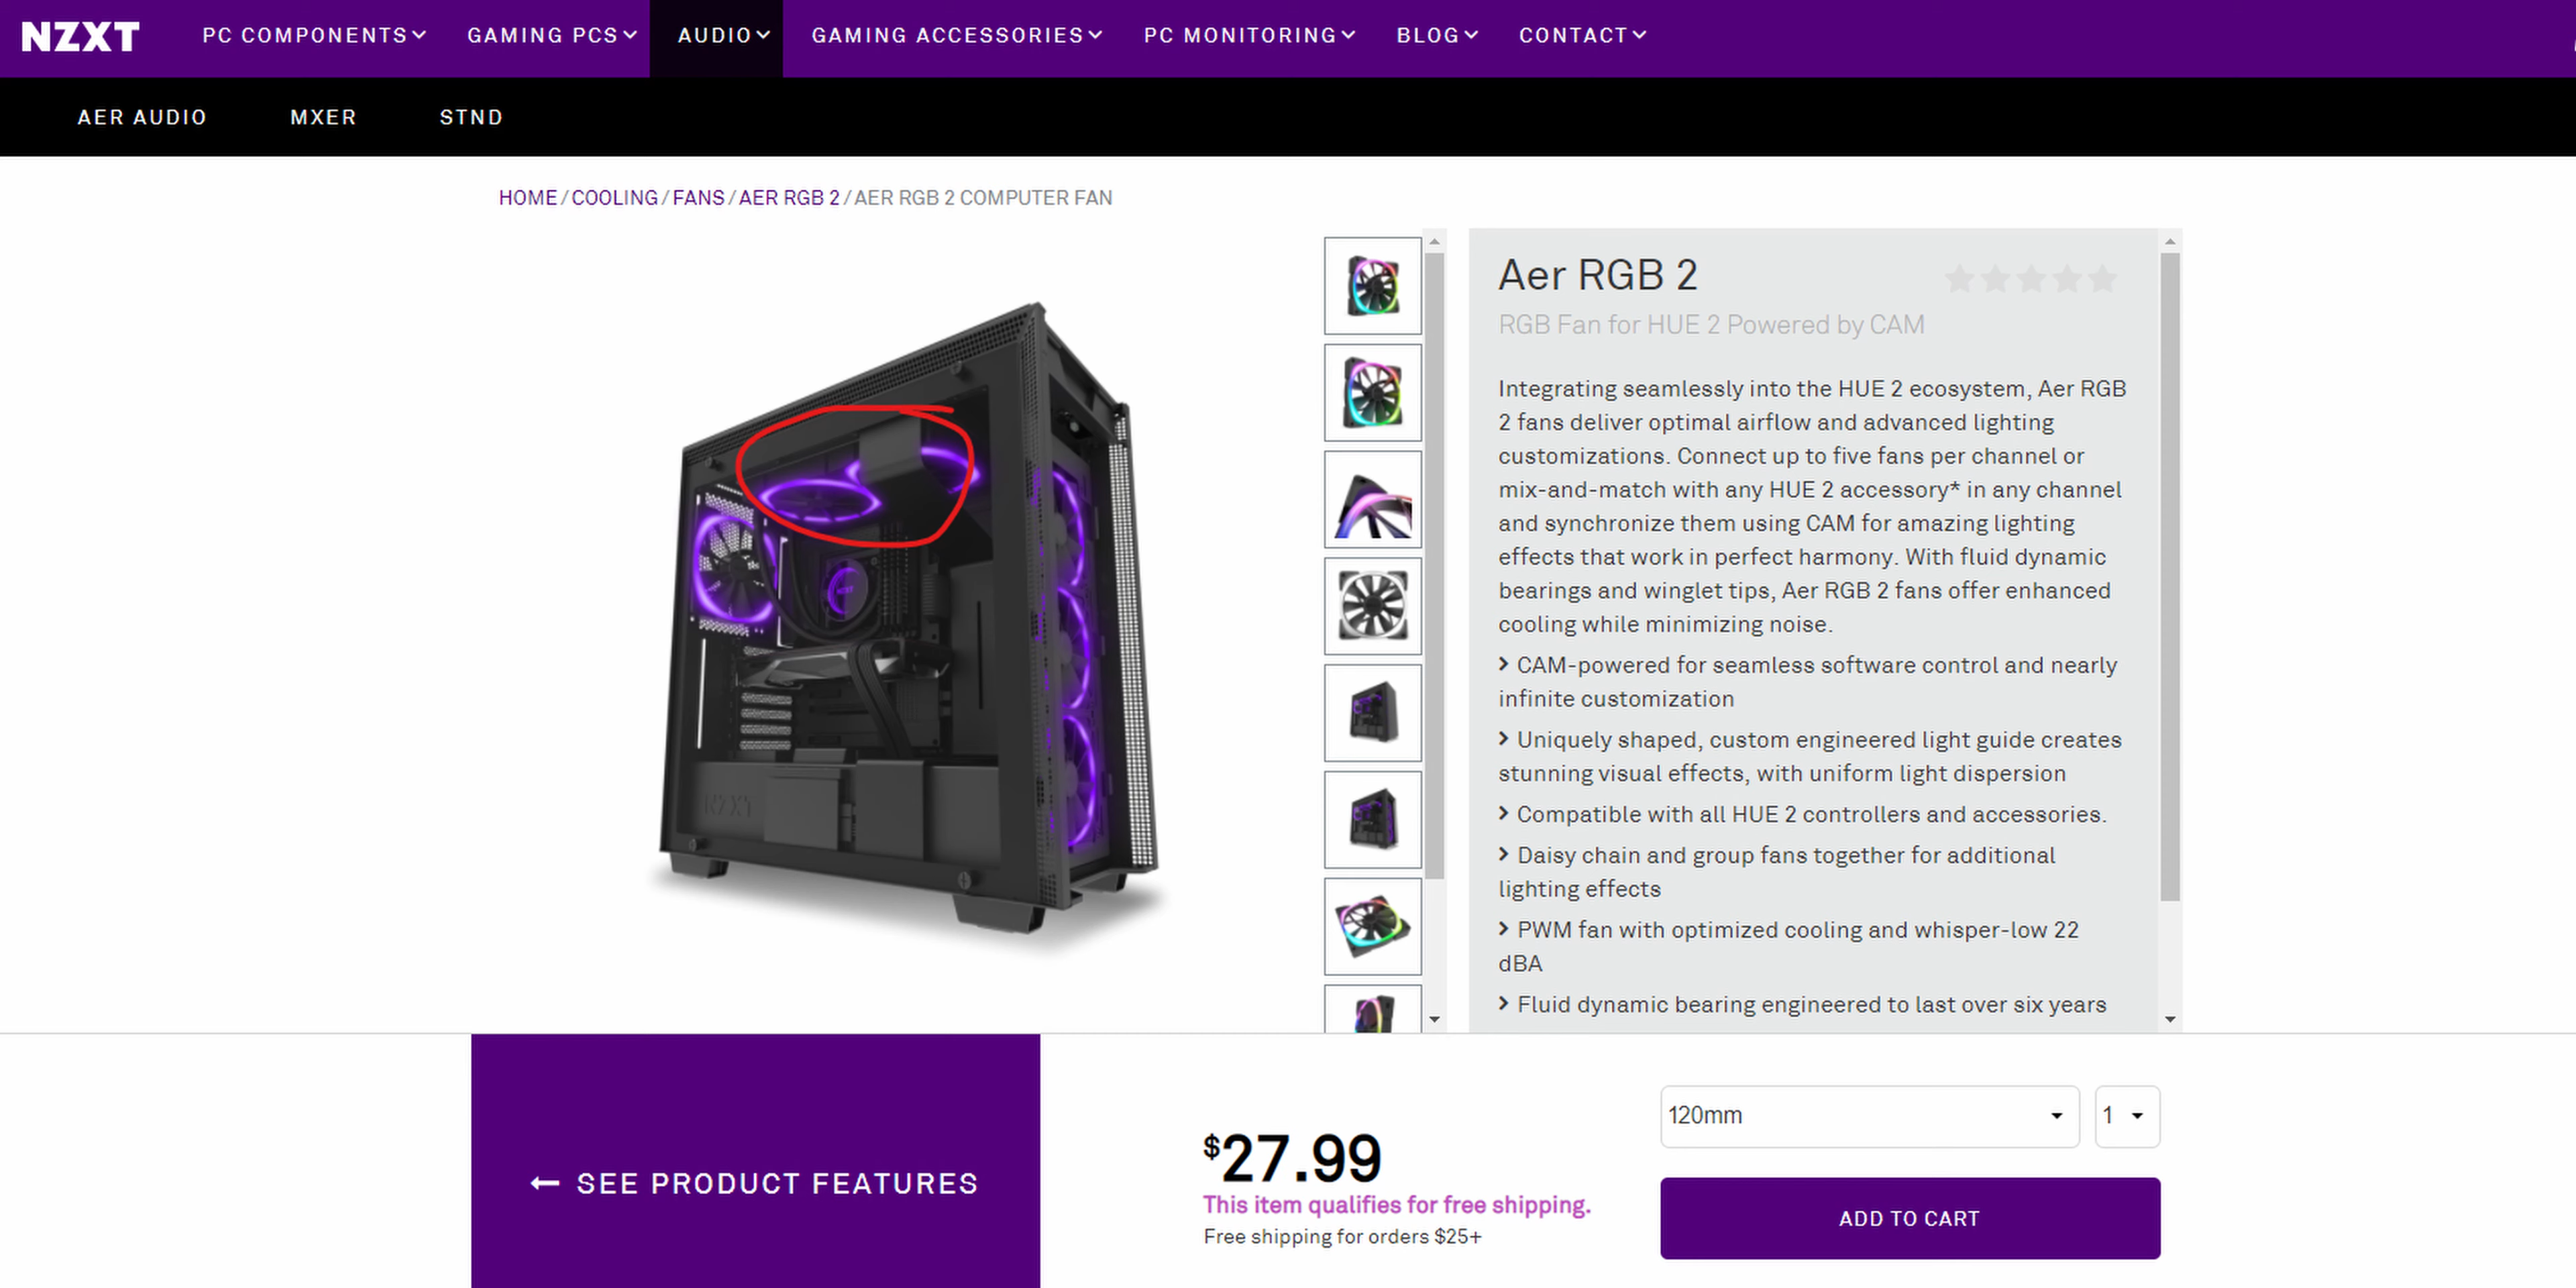 NZXT PC COMPONENTS GAMING PCS AUDIO GAMING ACCESSORIES PC MONITORING BLOG CONTACT
AER AUDIO MXER STND
HOME / COOLING / FANS / AER RGB 2 / AER RGB 2 COMPUTER FAN
NZXT
NZXT
Aer RGB 2
RGB Fan for HUE 2 Powered by CAM
Integrating seamlessly into the HUE 2 ecosystem, Aer RGB
2 fans deliver optimal airflow and advanced lighting
customizations. Connect up to five fans per channel or
mix-and-match with any HUE 2 accessory* in any channel
and synchronize them using CAM for amazing lighting
effects that work in perfect harmony. With fluid dynamic
bearings and winglet tips, Aer RGB 2 fans offer enhanced
cooling while minimizing noise.
CAM-powered for seamless software control and nearly
infinite customization
Uniquely shaped, custom engineered light guide creates
stunning visual effects, with uniform light dispersion
Compatible with all HUE 2 controllers and accessories.
Daisy chain and group fans together for additional
lighting effects
PWM fan with optimized cooling and whisper-low 22
dBA
Fluid dynamic bearing engineered to last over six years
← SEE PRODUCT FEATURES
$27.99
This item qualifies for free shipping.
Free shipping for orders $25+
120mm 1
ADD TO CART